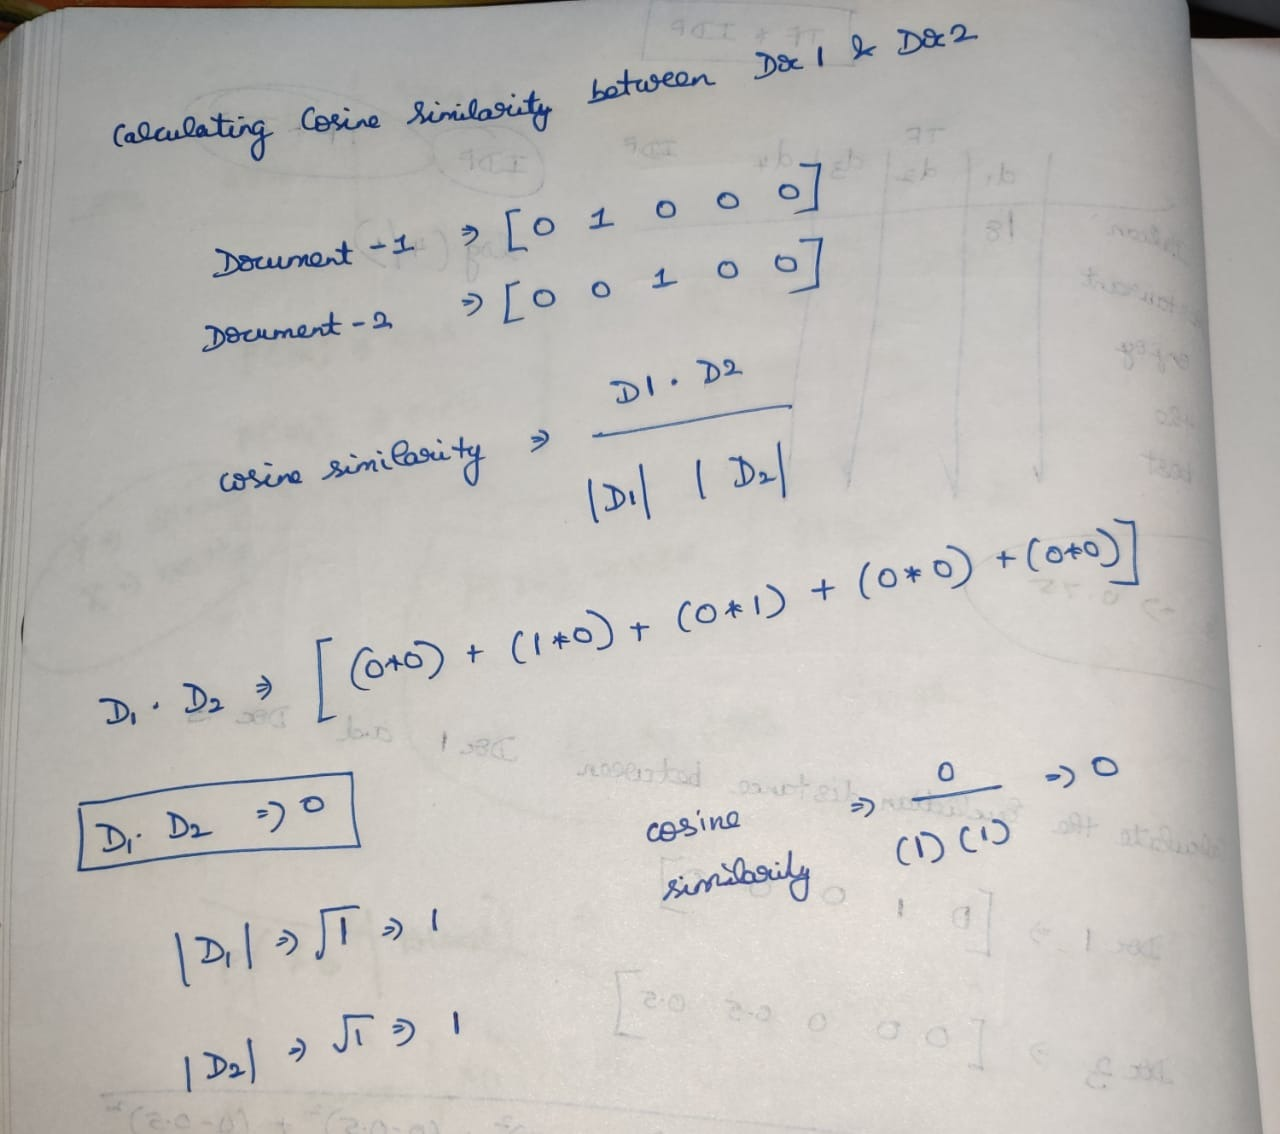 Calculating Cosine Similarity between Doc 1 & Doc 2
Document - 1 ⇒ [0 1 0 0 0]
Document - 2 ⇒ [0 0 1 0 0]
cosine similarity ⇒ D1 . D2
|D1| | D2|
D1 . D2 ⇒ [(0*0) + (1*0) + (0*1) + (0*0) + (0*0)]
D1. D2 ⇒ 0
cosine similarity ⇒ 0 ⇒ 0
(1) (1)
|D1| ⇒ √1 ⇒ 1
|D2| ⇒ √1 ⇒ 1